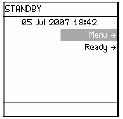 STANDBY
05 Jul 2007 18:42
Menu →
Ready →